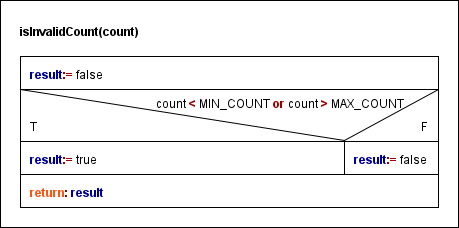 isInvalidCount(count)
result:= false
count < MIN_COUNT or count > MAX_COUNT
T F
result:= true result:= false
return: result